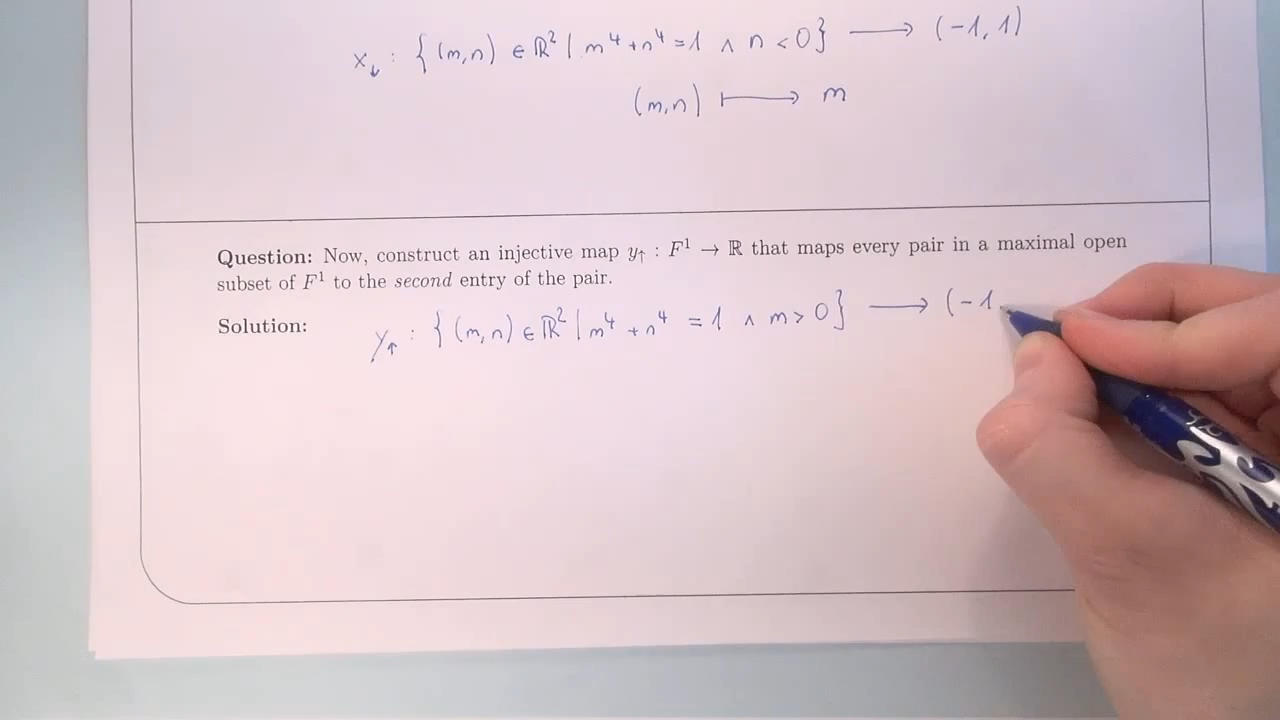 x↓ : {(m,n) ∈ ℝ² | m⁴ + n⁴ = 1 ∧ n < 0} ⟶ (-1, 1)
(m,n) ⟼ m
Question: Now, construct an injective map y↑ : F¹ → ℝ that maps every pair in a maximal open
subset of F¹ to the second entry of the pair.
Solution: y↑ : {(m,n) ∈ ℝ² | m⁴ + n⁴ = 1 ∧ m > 0} ⟶ (-1,